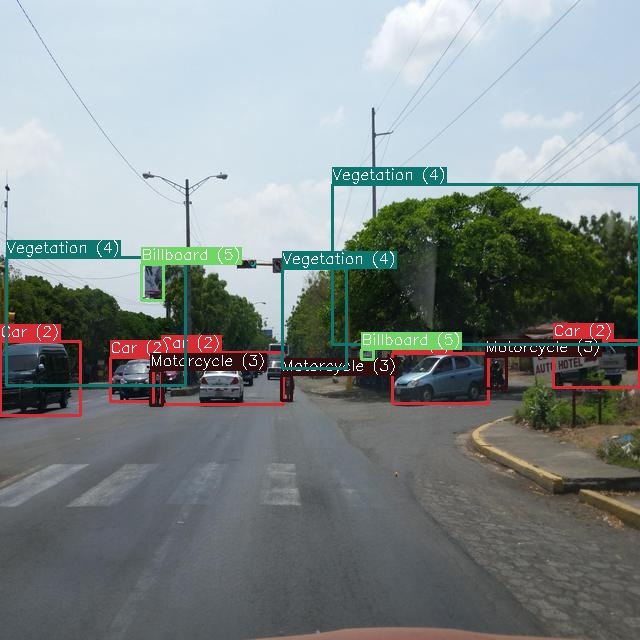 Vegetation (4)
Vegetation (4)
Billboard (5)
Vegetation (4)
Car (2)
Car (2)
Car (2)
Car (2)
Billboard (5)
Motorcycle (3)
Motorcycle (3)
Motorcycle (3)
AUTO HOTEL